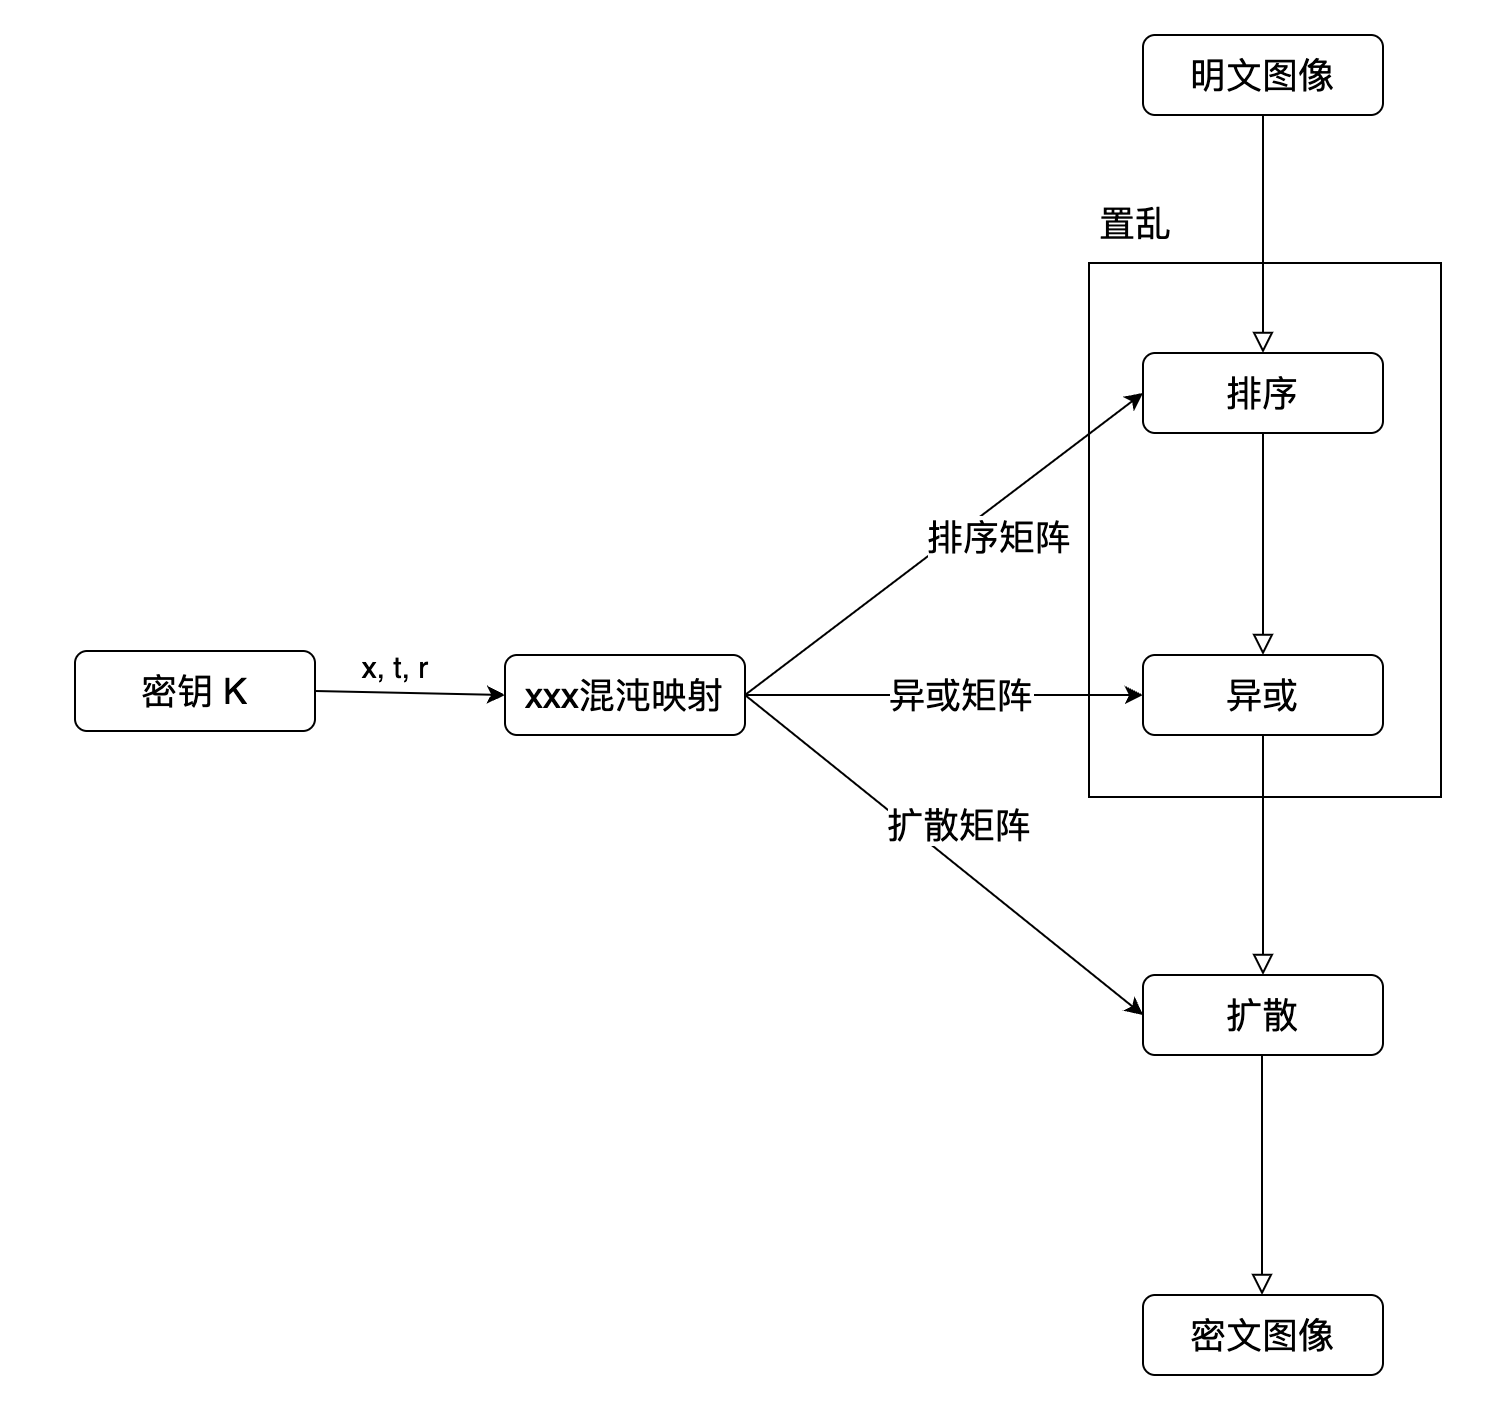 明文图像
置乱
排序
排序矩阵
密钥 K
x, t, r
xxx混沌映射
异或矩阵
异或
扩散矩阵
扩散
密文图像